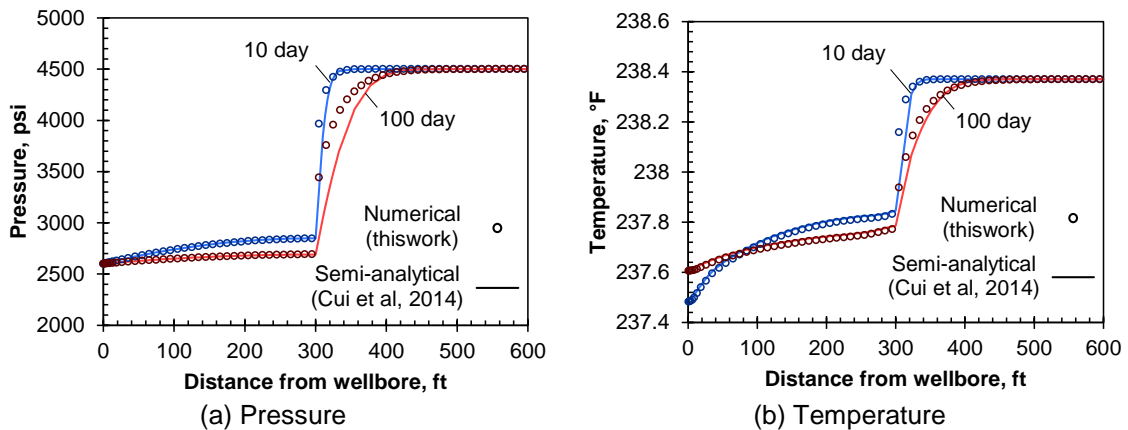 5000
4500
4000
3500
3000
2500
2000
Pressure, psi
10 day
100 day
Numerical
(thiswork)
Semi-analytical
(Cui et al, 2014)
0 100 200 300 400 500 600
Distance from wellbore, ft
(a) Pressure
238.6
238.4
238.2
238
237.8
237.6
237.4
Temperature, °F
10 day
100 day
Numerical
(thiswork)
Semi-analytical
(Cui et al, 2014)
0 100 200 300 400 500 600
Distance from wellbore, ft
(b) Temperature